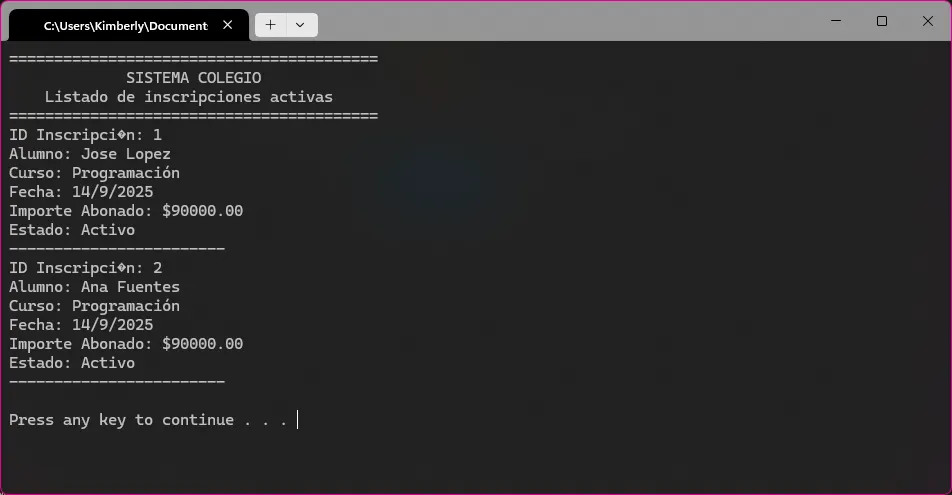 C:\Users\Kimberly\Document:
========================================
SISTEMA COLEGIO
Listado de inscripciones activas
========================================
ID Inscripci�n: 1
Alumno: Jose Lopez
Curso: Programación
Fecha: 14/9/2025
Importe Abonado: $90000.00
Estado: Activo
------------------------
ID Inscripci�n: 2
Alumno: Ana Fuentes
Curso: Programación
Fecha: 14/9/2025
Importe Abonado: $90000.00
Estado: Activo
------------------------
Press any key to continue . . .